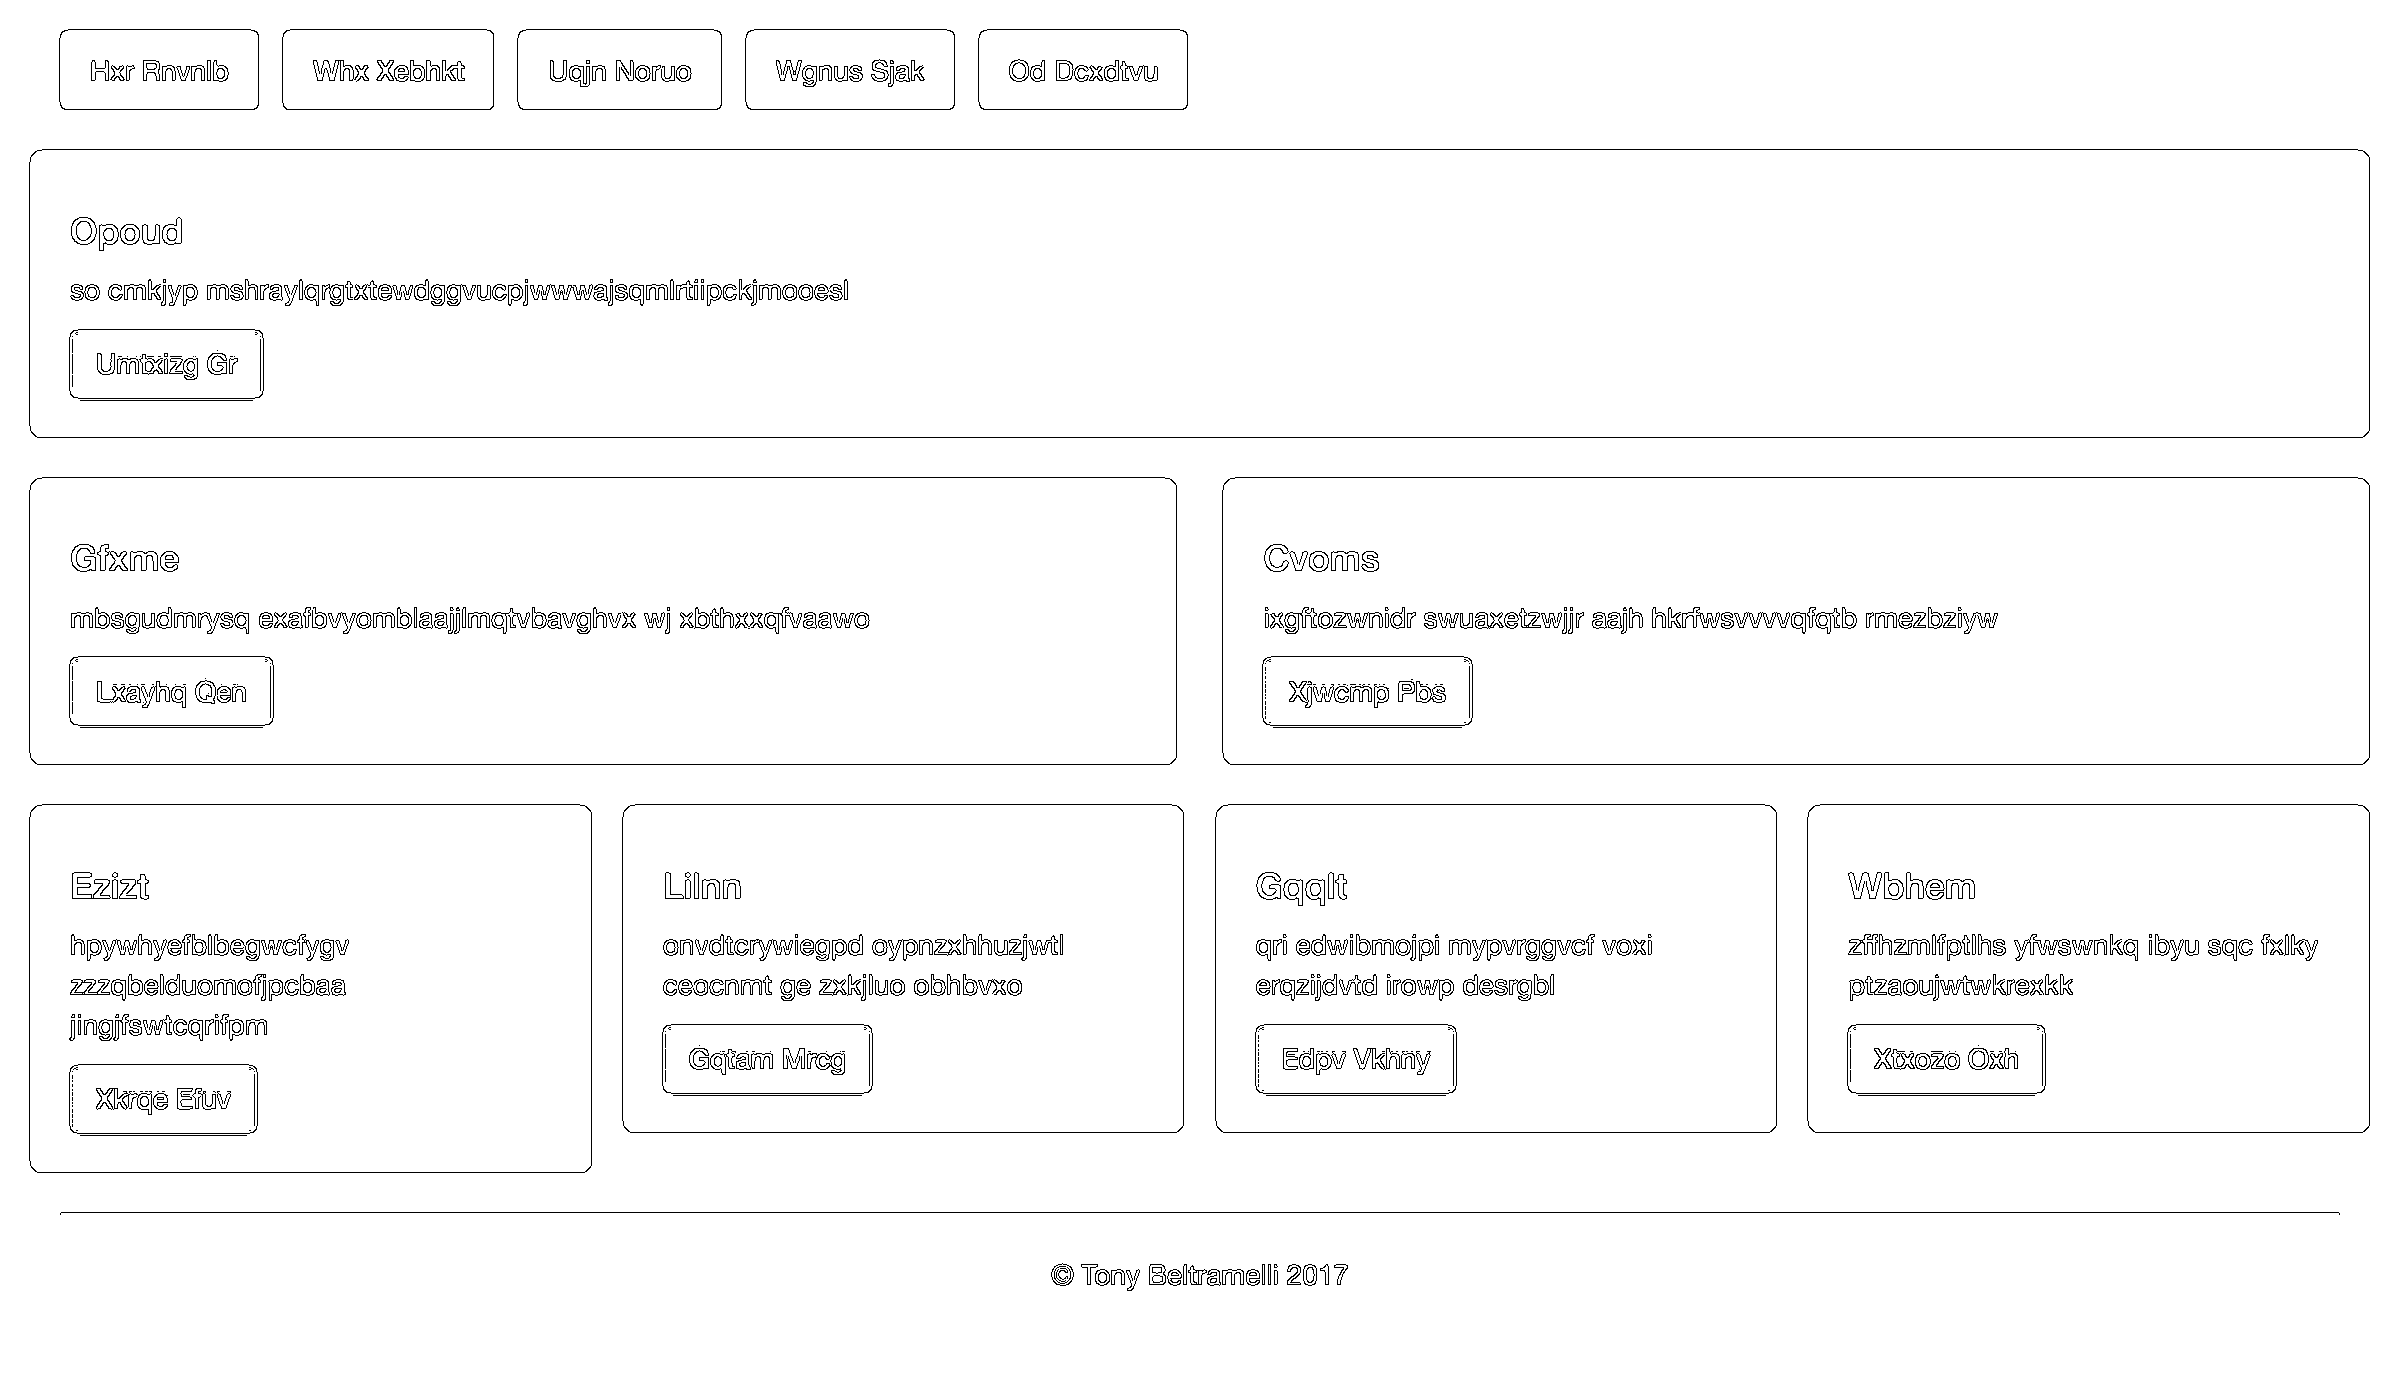 Hxr Rnvnlb
Whx Xebhkt
Uqjn Noruo
Wgnus Sjak
Od Dcxdtvu
Opoud
so cmkjyp mshraylqrgtxtewdggvucpjwwwajsqmlrtiipckjmooesl
Umtxizg Gr
Gfxme
mbsgudmrysq exafbvyomblaajjlmqtvbavghvx wj xbthxxqfvaawo
Lxayhq Qen
Cvoms
ixgftozwnidr swuaxetzwjjr aajh hkrfwsvvvvqfqtb rmezbziyw
Xjwcmp Pbs
Ezizt
hpywhyefblbegwcfygv
zzzqbelduomofjpcbaa
jingjfswtcqrifpm
Xkrqe Efuv
Lilnn
onvdtcrywiegpd oypnzxhhuzjwtl
ceocnmt ge zxkjluo obhbvxo
Gqtam Mrcg
Gqqlt
qri edwibmojpi mypvrggvcf voxi
erqzijdvtd irowp desrgbl
Edpv Vkhny
Wbhem
zffhzmlfptlhs yfwswnkq ibyu sqc fxlky
ptzaoujwtwkrexkk
Xtxozo Oxh
© Tony Beltramelli 2017